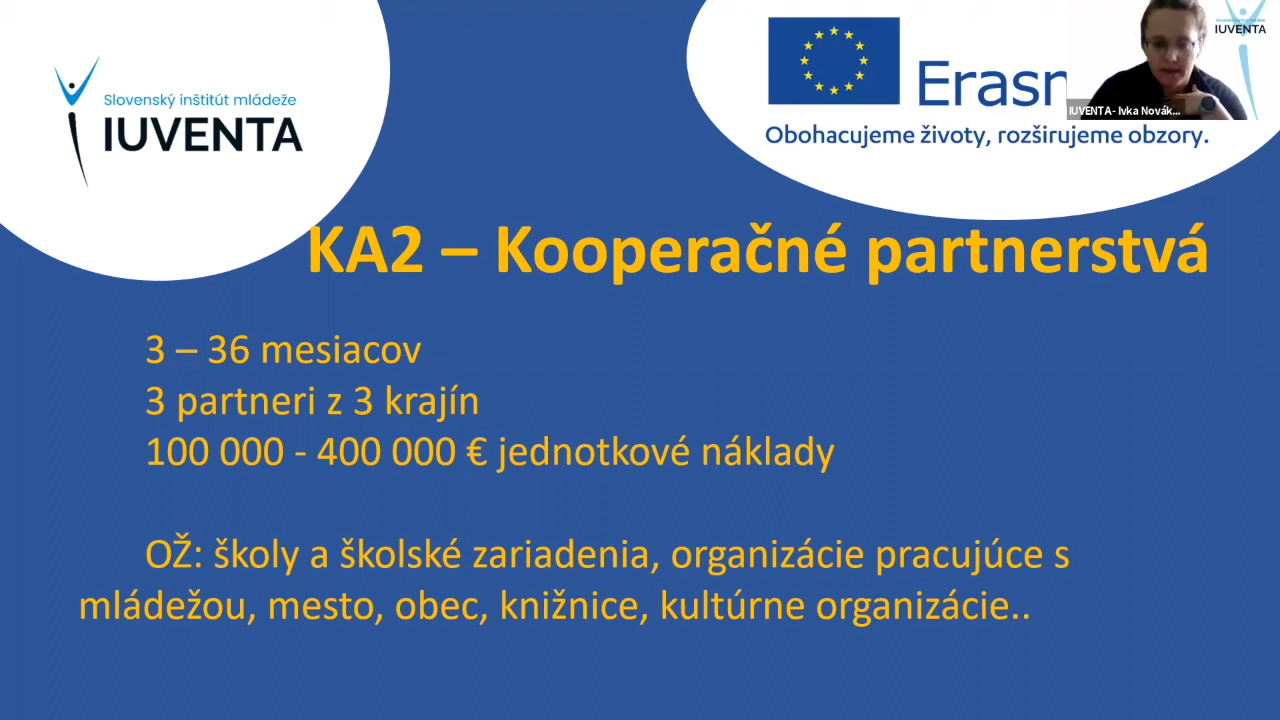 Slovenský inštitút mládeže
IUVENTA
Erasm
Obohacujeme životy, rozširujeme obzory.
IUVENTA
IUVENTA - Ivka Novák...
KA2 – Kooperačné partnerstvá
3 – 36 mesiacov
3 partneri z 3 krajín
100 000 - 400 000 € jednotkové náklady
OŽ: školy a školské zariadenia, organizácie pracujúce s
mládežou, mesto, obec, knižnice, kultúrne organizácie..